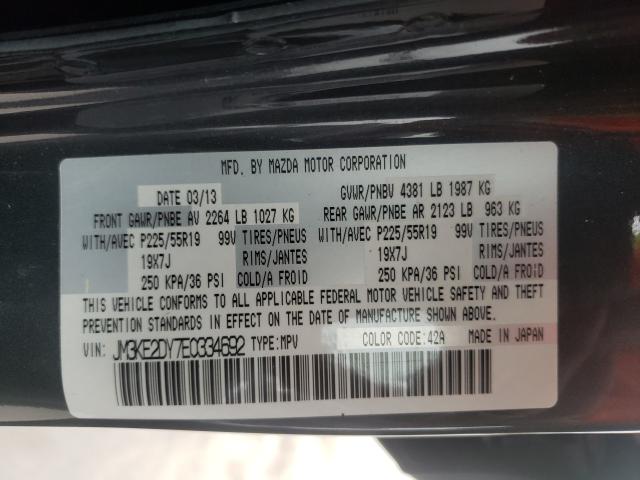 MFD. BY MAZDA MOTOR CORPORATION
DATE 03/13 GVWR/PNBV 4381 LB 1987 KG
FRONT GAWR/PNBE AV 2264 LB 1027 KG REAR GAWR/PNBE AR 2123 LB 963 KG
WITH/AVEC P225/55R19 99V TIRES/PNEUS WITH/AVEC P225/55R19 99V TIRES/PNEUS
19X7J RIMS/JANTES 19X7J RIMS/JANTES
250 KPA/36 PSI COLD/A FROID 250 KPA/36 PSI COLD/A FROID
THIS VEHICLE CONFORMS TO ALL APPLICABLE FEDERAL MOTOR VEHICLE SAFETY AND THEFT
PREVENTION STANDARDS IN EFFECT ON THE DATE OF MANUFACTURE SHOWN ABOVE.
VIN: JM3KE2DY7E0334692 TYPE:MPV COLOR CODE:42A MADE IN JAPAN